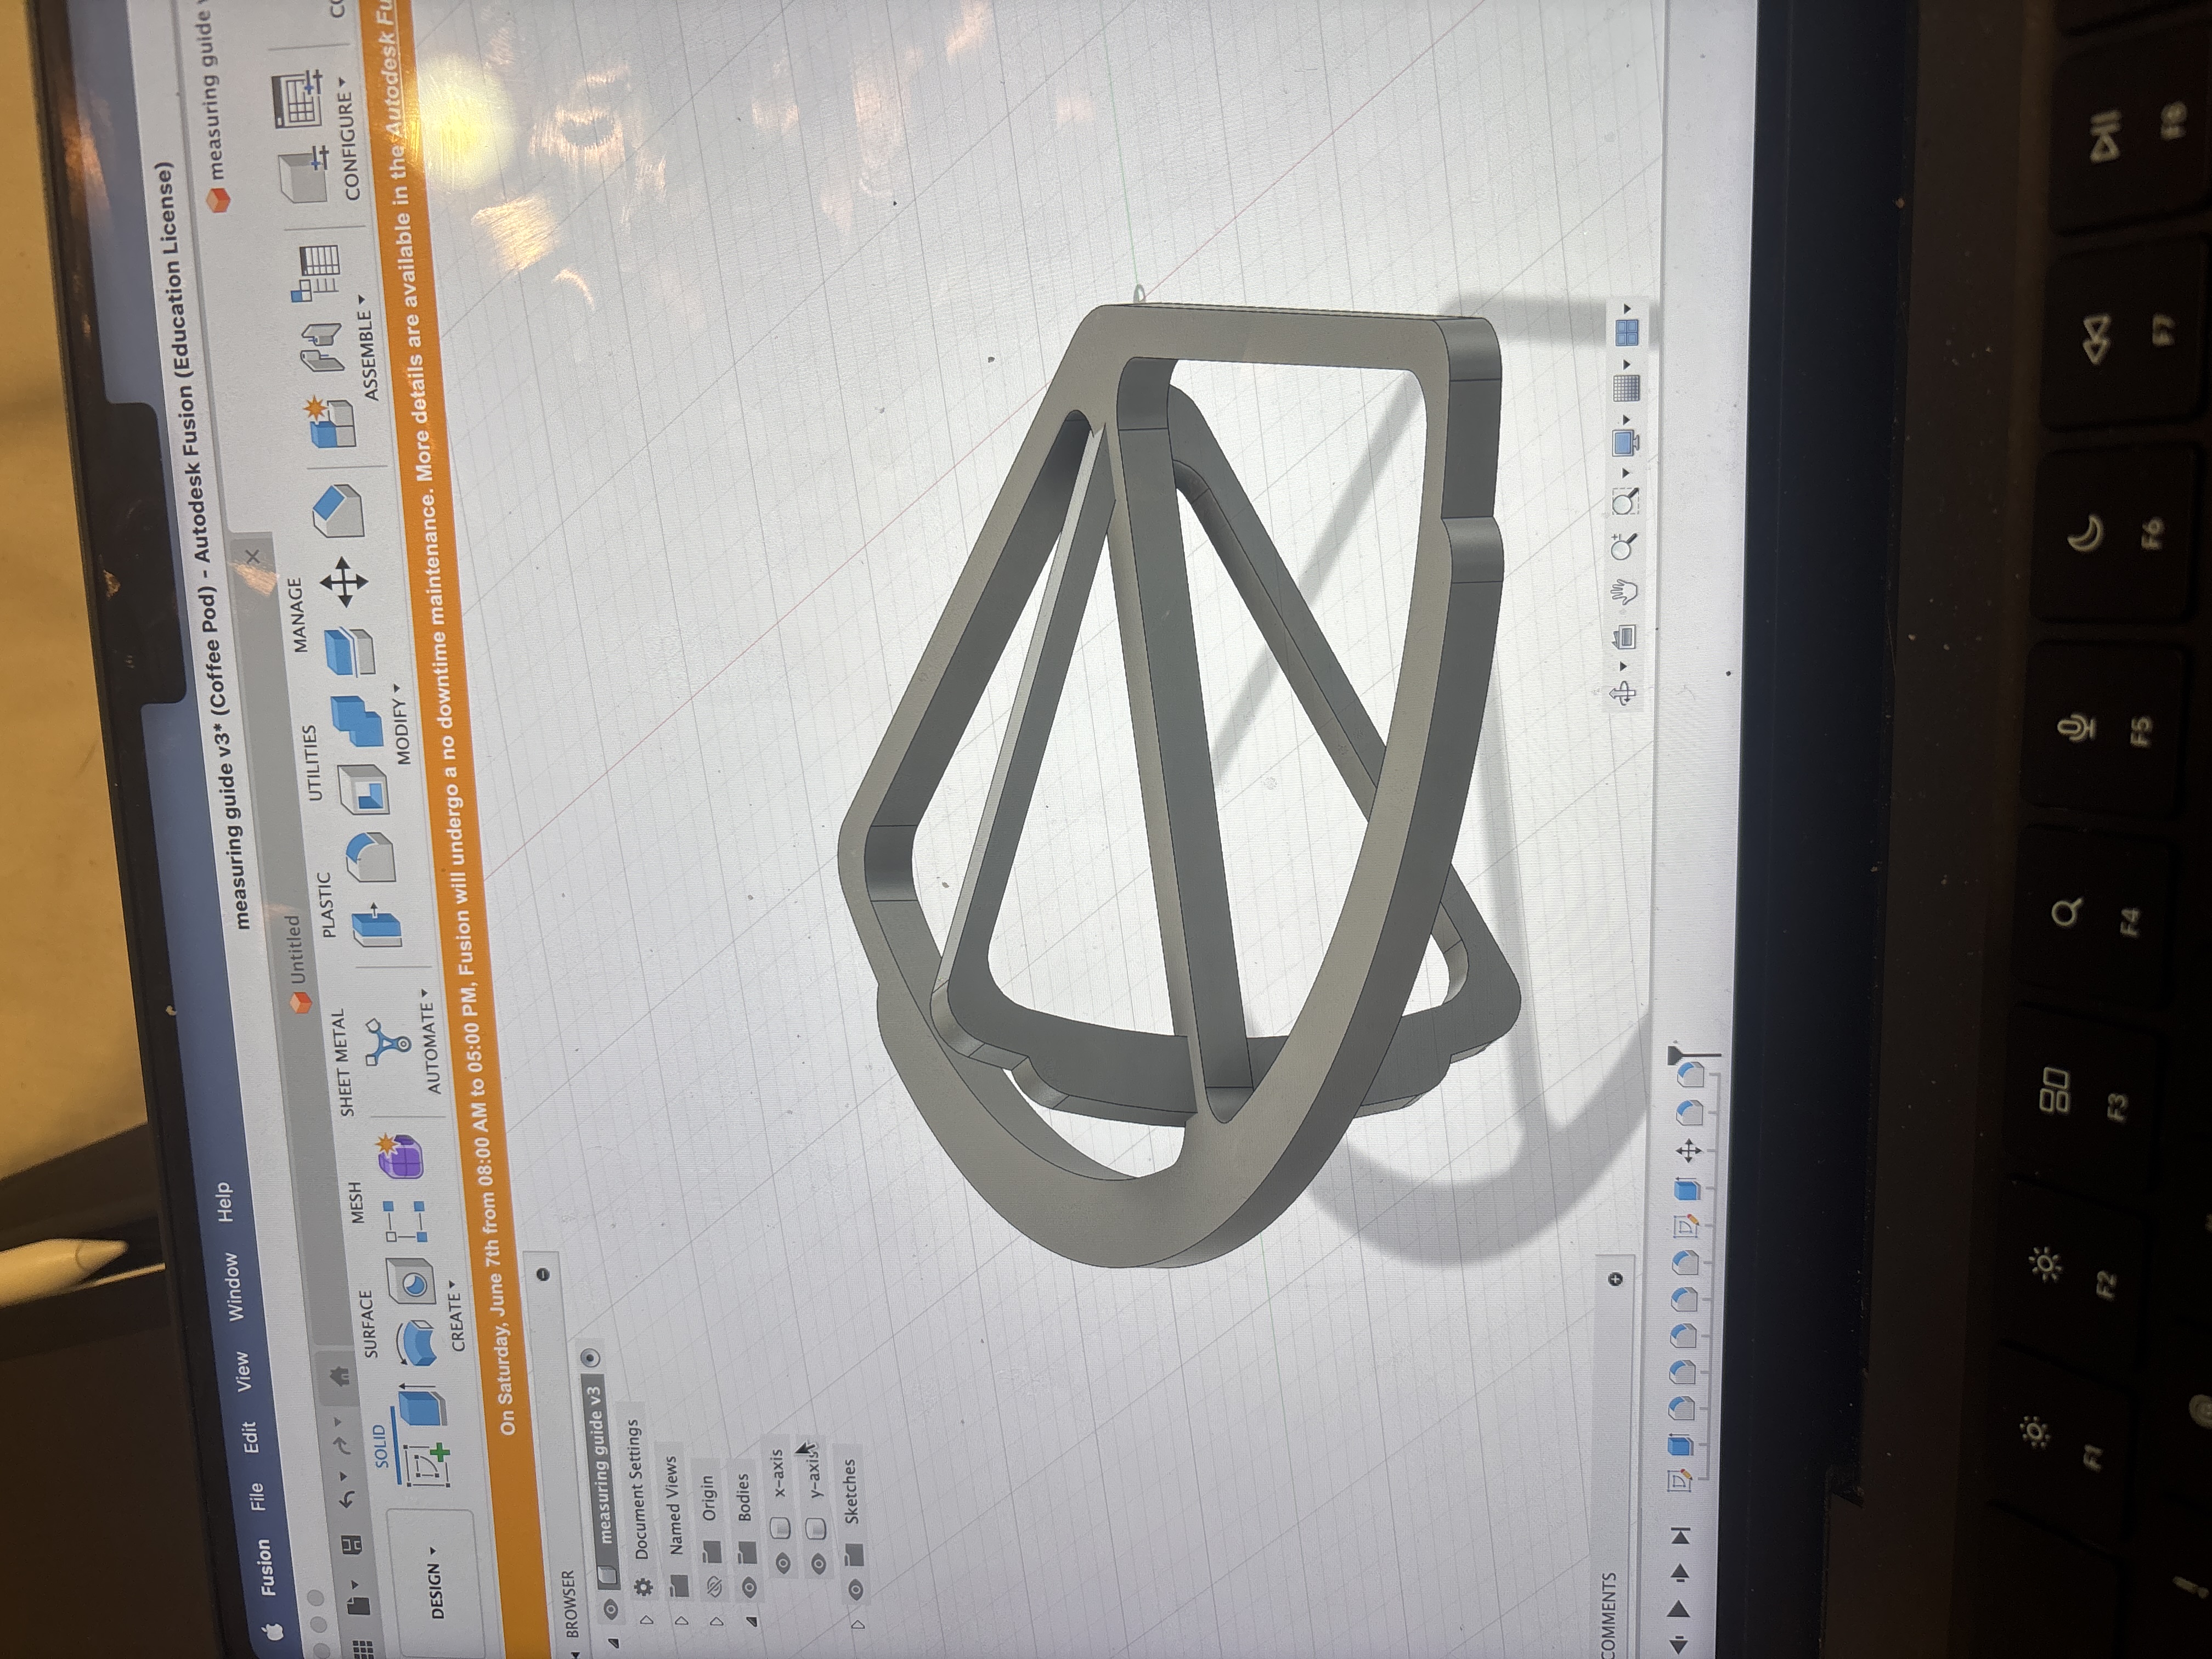 Fusion File Edit View Window Help
measuring guide v3* (Coffee Pod) - Autodesk Fusion (Education License)
Untitled
measuring guide
DESIGN
SOLID SURFACE MESH SHEET METAL PLASTIC UTILITIES MANAGE
CREATE AUTOMATE MODIFY ASSEMBLE CONFIGURE
On Saturday, June 7th from 08:00 AM to 05:00 PM, Fusion will undergo a no downtime maintenance. More details are available in the Autodesk Fu
BROWSER
measuring guide v3
Document Settings
Named Views
Origin
Bodies
x-axis
y-axis
Sketches
COMMENTS
F1 F2 F3 F4 F5 F6 F7 F8